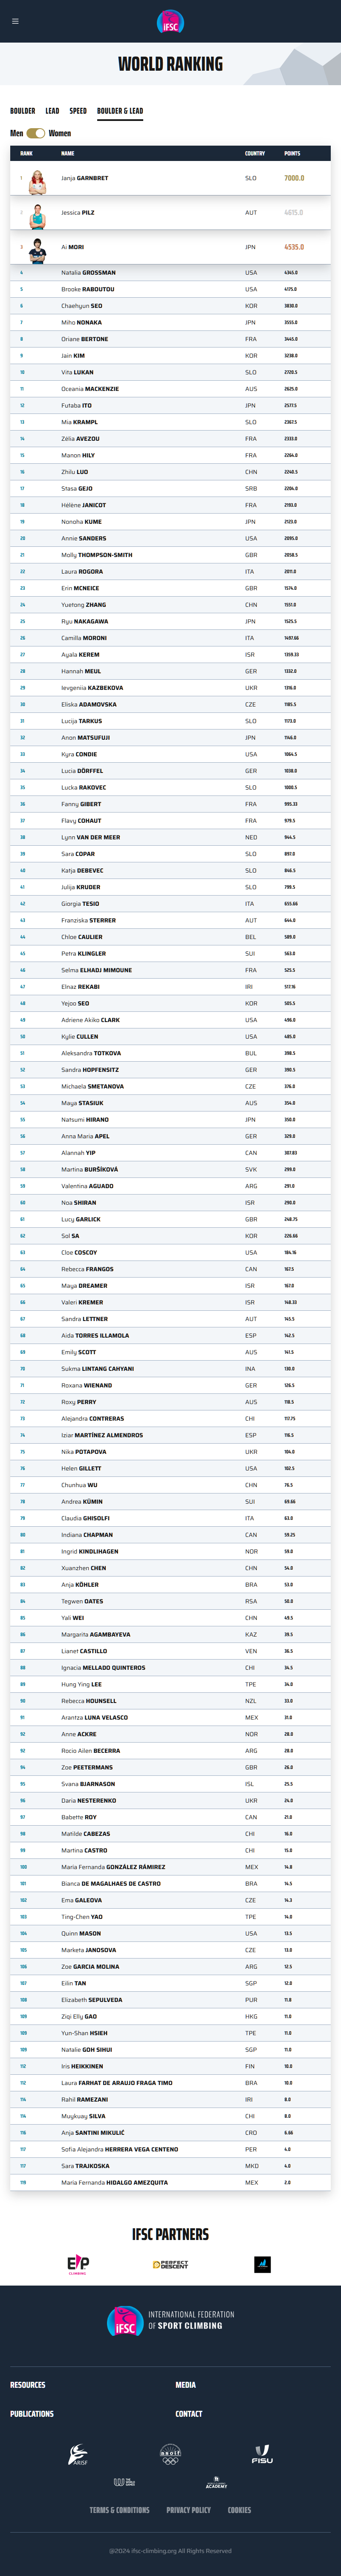 IFSC
WORLD RANKING
BOULDER LEAD SPEED BOULDER & LEAD
Men Women
RANK NAME COUNTRY POINTS
1 Janja GARNBRET SLO 7000.0
2 Jessica PILZ AUT 4615.0
3 Ai MORI JPN 4535.0
4 Natalia GROSSMAN USA 4345.0
5 Brooke RABOUTOU USA 4175.0
6 Chaehyun SEO KOR 3830.0
7 Miho NONAKA JPN 3555.0
8 Oriane BERTONE FRA 3445.0
9 Jain KIM KOR 3238.0
10 Vita LUKAN SLO 2720.5
11 Oceania MACKENZIE AUS 2625.0
12 Futaba ITO JPN 2577.5
13 Mia KRAMPL SLO 2367.5
14 Zélia AVEZOU FRA 2333.0
15 Manon HILY FRA 2264.0
16 Zhilu LUO CHN 2240.5
17 Stasa GEJO SRB 2204.0
18 Hélène JANICOT FRA 2193.0
19 Nonoha KUME JPN 2123.0
20 Annie SANDERS USA 2095.0
21 Molly THOMPSON-SMITH GBR 2058.5
22 Laura ROGORA ITA 2011.0
23 Erin MCNEICE GBR 1574.0
24 Yuetong ZHANG CHN 1551.0
25 Ryu NAKAGAWA JPN 1525.5
26 Camilla MORONI ITA 1497.66
27 Ayala KEREM ISR 1359.33
28 Hannah MEUL GER 1332.0
29 Ievgeniia KAZBEKOVA UKR 1316.0
30 Eliska ADAMOVSKA CZE 1185.5
31 Lucija TARKUS SLO 1173.0
32 Anon MATSUFUJI JPN 1146.0
33 Kyra CONDIE USA 1064.5
34 Lucia DÖRFFEL GER 1038.0
35 Lucka RAKOVEC SLO 1000.5
36 Fanny GIBERT FRA 995.33
37 Flavy COHAUT FRA 979.5
38 Lynn VAN DER MEER NED 944.5
39 Sara COPAR SLO 897.0
40 Katja DEBEVEC SLO 846.5
41 Julija KRUDER SLO 799.5
42 Giorgia TESIO ITA 655.66
43 Franziska STERRER AUT 644.0
44 Chloe CAULIER BEL 589.0
45 Petra KLINGLER SUI 563.0
46 Selma ELHADJ MIMOUNE FRA 525.5
47 Elnaz REKABI IRI 517.16
48 Yejoo SEO KOR 505.5
49 Adriene Akiko CLARK USA 496.0
50 Kylie CULLEN USA 485.0
51 Aleksandra TOTKOVA BUL 398.5
52 Sandra HOPFENSITZ GER 390.5
53 Michaela SMETANOVA CZE 376.0
54 Maya STASIUK AUS 354.0
55 Natsumi HIRANO JPN 350.0
56 Anna Maria APEL GER 329.0
57 Alannah YIP CAN 307.83
58 Martina BURŠÍKOVÁ SVK 299.0
59 Valentina AGUADO ARG 291.0
60 Noa SHIRAN ISR 290.0
61 Lucy GARLICK GBR 248.75
62 Sol SA KOR 226.66
63 Cloe COSCOY USA 184.16
64 Rebecca FRANGOS CAN 167.5
65 Maya DREAMER ISR 167.0
66 Valeri KREMER ISR 148.33
67 Sandra LETTNER AUT 145.5
68 Aida TORRES ILLAMOLA ESP 142.5
69 Emily SCOTT AUS 141.5
70 Sukma LINTANG CAHYANI INA 130.0
71 Roxana WIENAND GER 126.5
72 Roxy PERRY AUS 118.5
73 Alejandra CONTRERAS CHI 117.75
74 Iziar MARTÍNEZ ALMENDROS ESP 116.5
75 Nika POTAPOVA UKR 104.0
76 Helen GILLETT USA 102.5
77 Chunhua WU CHN 76.5
78 Andrea KÜMIN SUI 69.66
79 Claudia GHISOLFI ITA 63.0
80 Indiana CHAPMAN CAN 59.25
81 Ingrid KINDLIHAGEN NOR 59.0
82 Xuanzhen CHEN CHN 54.0
83 Anja KÖHLER BRA 53.0
84 Tegwen OATES RSA 50.0
85 Yali WEI CHN 49.5
86 Margarita AGAMBAYEVA KAZ 39.5
87 Lianet CASTILLO VEN 36.5
88 Ignacia MELLADO QUINTEROS CHI 34.5
89 Hung Ying LEE TPE 34.0
90 Rebecca HOUNSELL NZL 33.0
91 Arantza LUNA VELASCO MEX 31.0
92 Anne ACKRE NOR 28.0
92 Rocio Ailen BECERRA ARG 28.0
94 Zoe PEETERMANS GBR 26.0
95 Svana BJARNASON ISL 25.5
96 Daria NESTERENKO UKR 24.0
97 Babette ROY CAN 21.0
98 Matilde CABEZAS CHI 16.0
99 Martina CASTRO CHI 15.0
100 María Fernanda GONZÁLEZ RÁMIREZ MEX 14.8
101 Bianca DE MAGALHAES DE CASTRO BRA 14.5
102 Ema GALEOVA CZE 14.3
103 Ting-Chen YAO TPE 14.0
104 Quinn MASON USA 13.5
105 Marketa JANOSOVA CZE 13.0
106 Zoe GARCIA MOLINA ARG 12.5
107 Eilin TAN SGP 12.0
108 Elizabeth SEPULVEDA PUR 11.8
109 Ziqi Elly GAO HKG 11.0
109 Yun-Shan HSIEH TPE 11.0
109 Natalie GOH SIHUI SGP 11.0
112 Iris HEIKKINEN FIN 10.0
112 Laura FARHAT DE ARAUJO FRAGA TIMO BRA 10.0
114 Rahil RAMEZANI IRI 8.0
114 Muykuay SILVA CHI 8.0
116 Anja SANTINI MIKULIĆ CRO 6.66
117 Sofia Alejandra HERRERA VEGA CENTENO PER 4.0
117 Sara TRAJKOSKA MKD 4.0
119 María Fernanda HIDALGO AMEZQUITA MEX 2.0
IFSC PARTNERS
EP CLIMBING
PERFECT DESCENT
IFSC
INTERNATIONAL FEDERATION
OF SPORT CLIMBING
RESOURCES MEDIA
PUBLICATIONS CONTACT
ARISF
FISU
ACADEMY
TERMS & CONDITIONS PRIVACY POLICY COOKIES
@2024 ifsc-climbing.org All Rights Reserved